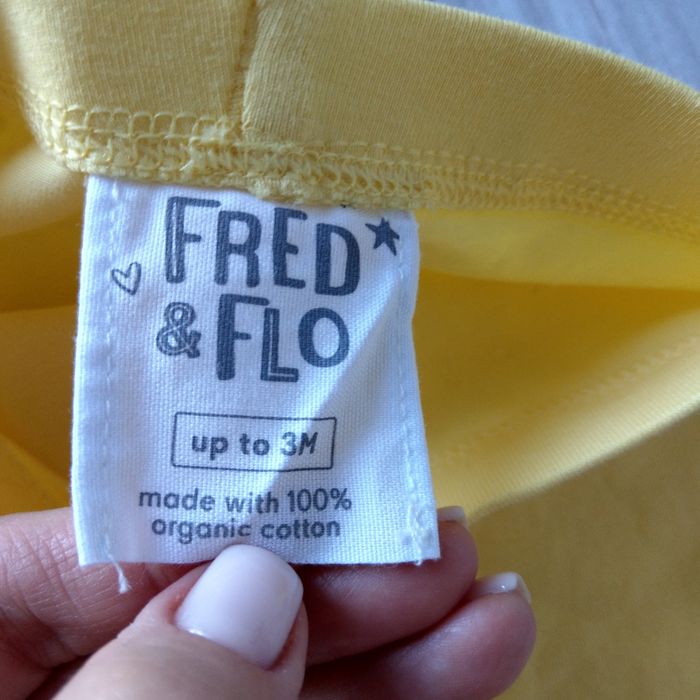 FRED
& FLO
up to 3M
made with 100%
organic cotton